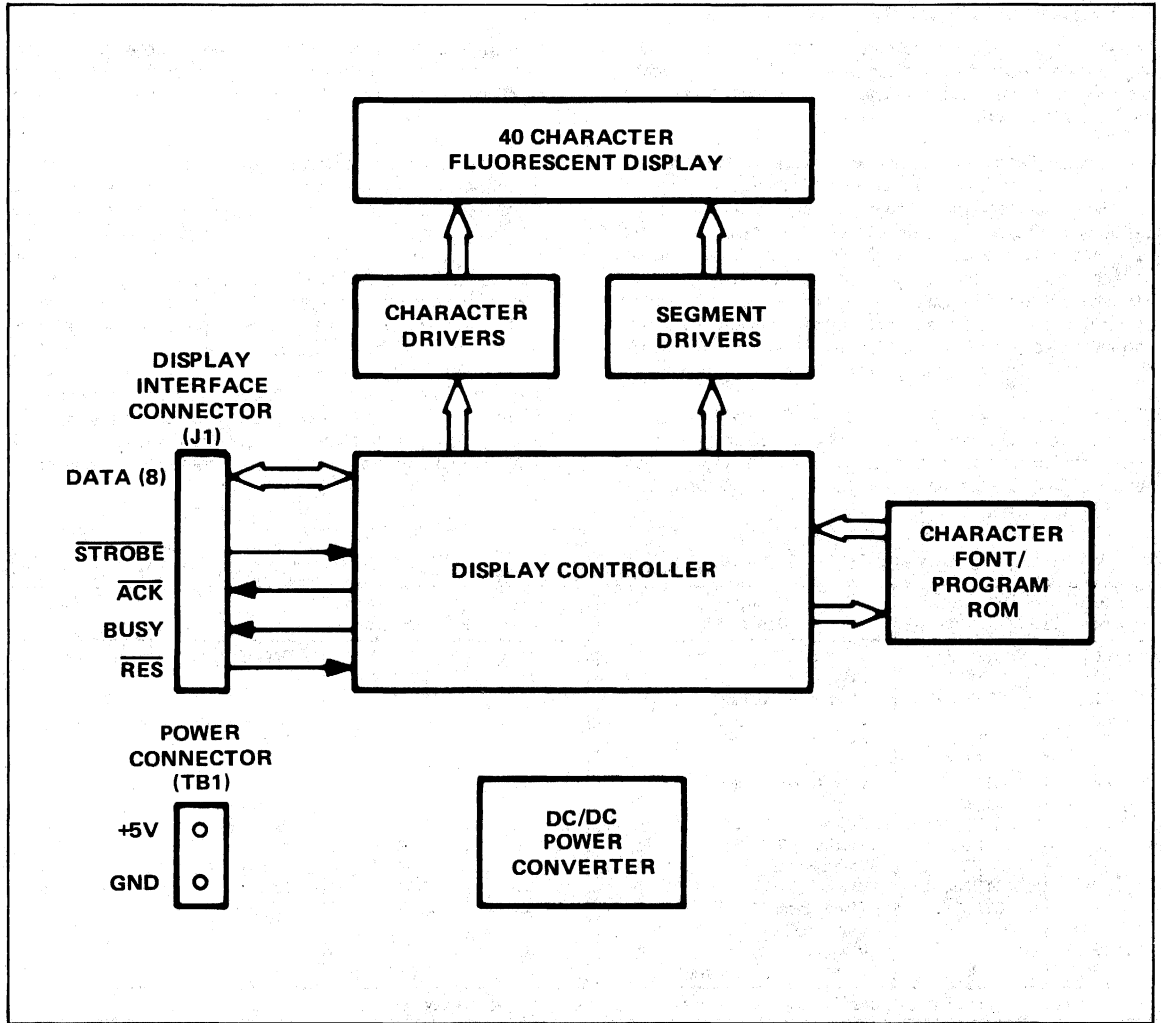 40 CHARACTER
FLUORESCENT DISPLAY
CHARACTER
DRIVERS
SEGMENT
DRIVERS
DISPLAY
INTERFACE
CONNECTOR
(J1)
DATA (8)
STROBE
ACK
BUSY
RES
DISPLAY CONTROLLER
CHARACTER
FONT/
PROGRAM
ROM
POWER
CONNECTOR
(TB1)
+5V
GND
DC/DC
POWER
CONVERTER